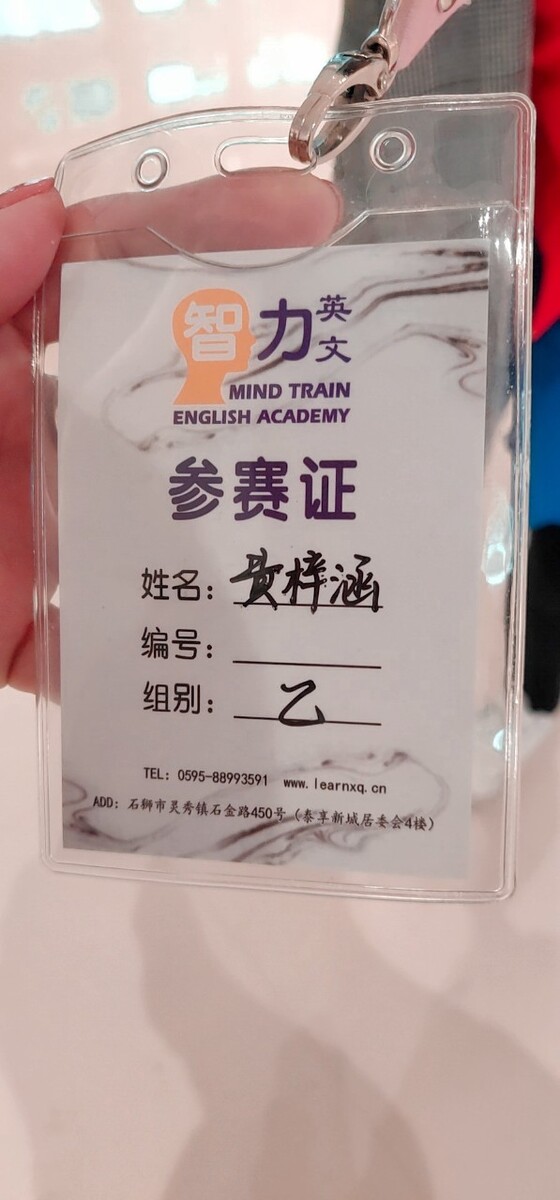 智力英文
MIND TRAIN
ENGLISH ACADEMY
参赛证
姓名：黄梓涵
编号：
组别：乙
TEL：0595-88993591 www.learnxq.cn
ADD：石狮市灵秀镇石金路450号（泰享新城居委会4楼）